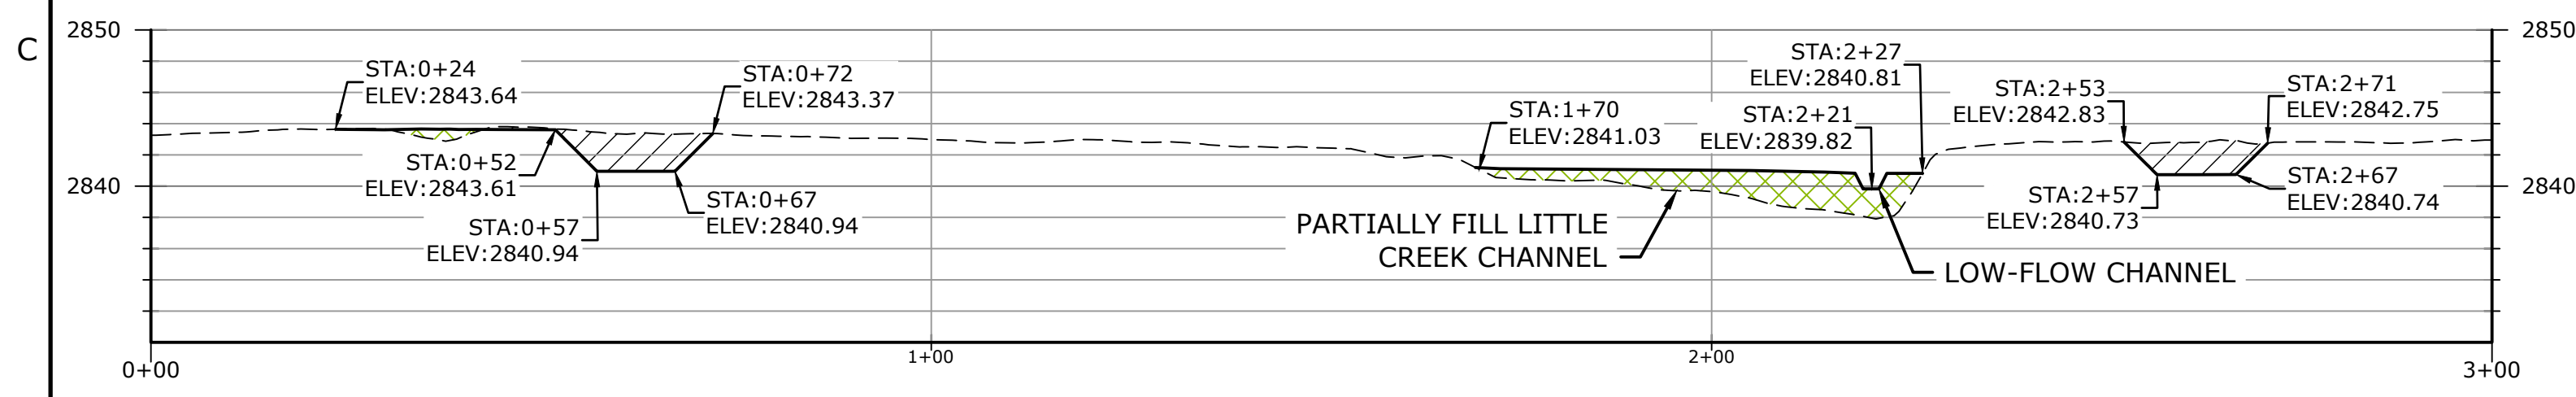 C
2850
2850
STA:2+27
ELEV:2840.81
STA:0+24
ELEV:2843.64
STA:0+72
ELEV:2843.37
STA:2+53
ELEV:2842.83
STA:2+71
ELEV:2842.75
STA:1+70
ELEV:2841.03
STA:2+21
ELEV:2839.82
STA:0+52
ELEV:2843.61
2840
2840
STA:0+67
ELEV:2840.94
STA:2+57
ELEV:2840.73
STA:2+67
ELEV:2840.74
STA:0+57
ELEV:2840.94
PARTIALLY FILL LITTLE
CREEK CHANNEL
LOW-FLOW CHANNEL
0+00
1+00
2+00
3+00